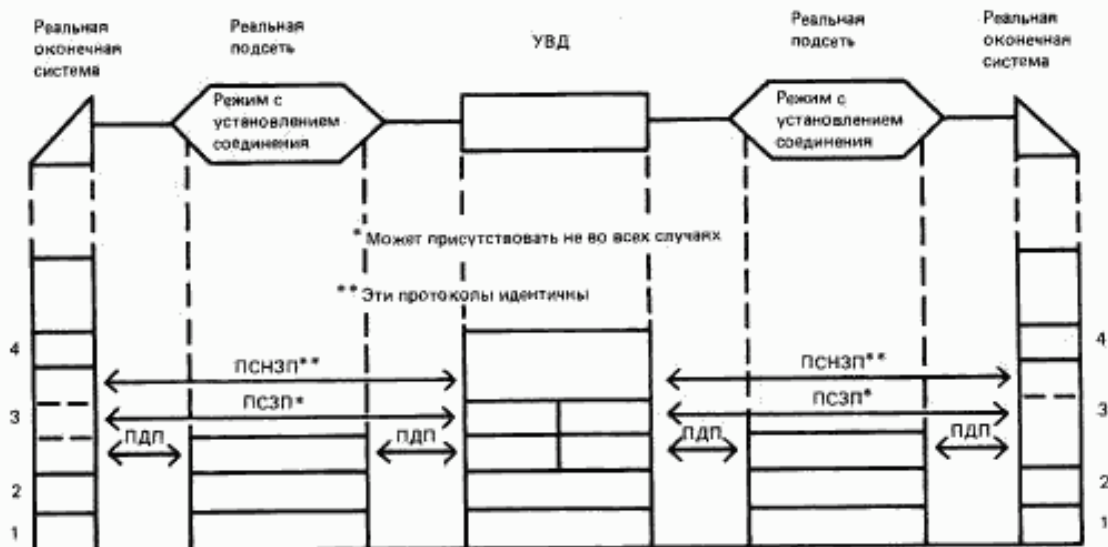 Реальная
оконечная
система
Реальная
подсеть
УВД
Реальная
подсеть
Реальная
оконечная
система
Режим с
установлением
соединения
Режим с
установлением
соединения
* Может присутствовать не во всех случаях
** Эти протоколы идентичны
4
ПСНЗП**
ПСНЗП**
4
3
ПСЗП*
ПСЗП*
3
ПДП
ПДП
ПДП
ПДП
2
2
1
1